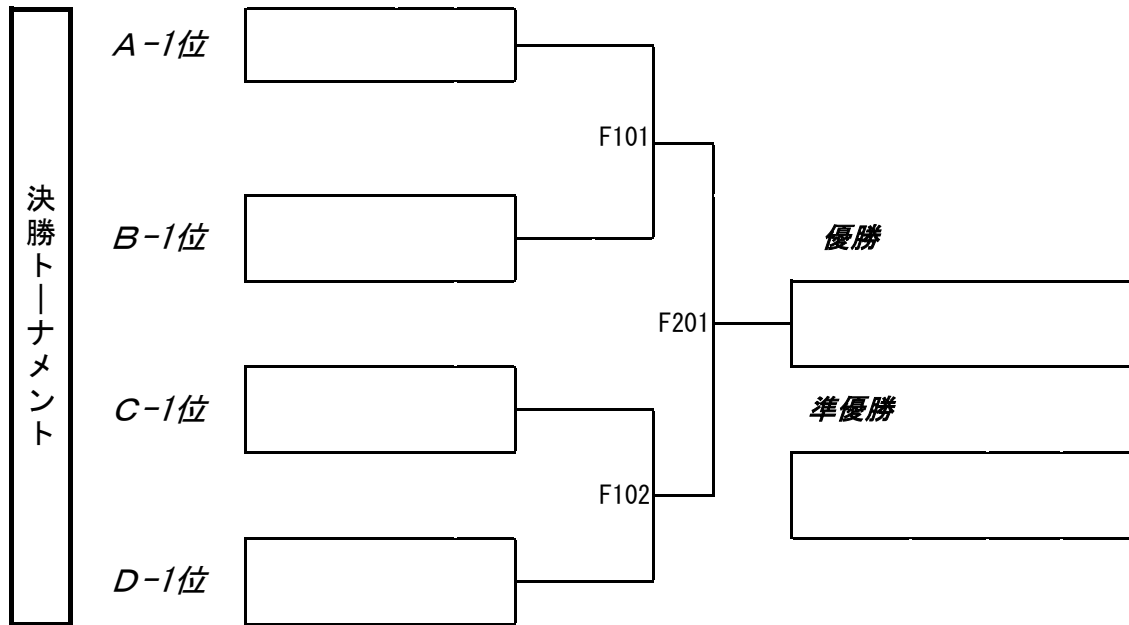 決勝トーナメント
A-1位
F101
B-1位
優勝
F201
C-1位
準優勝
F102
D-1位